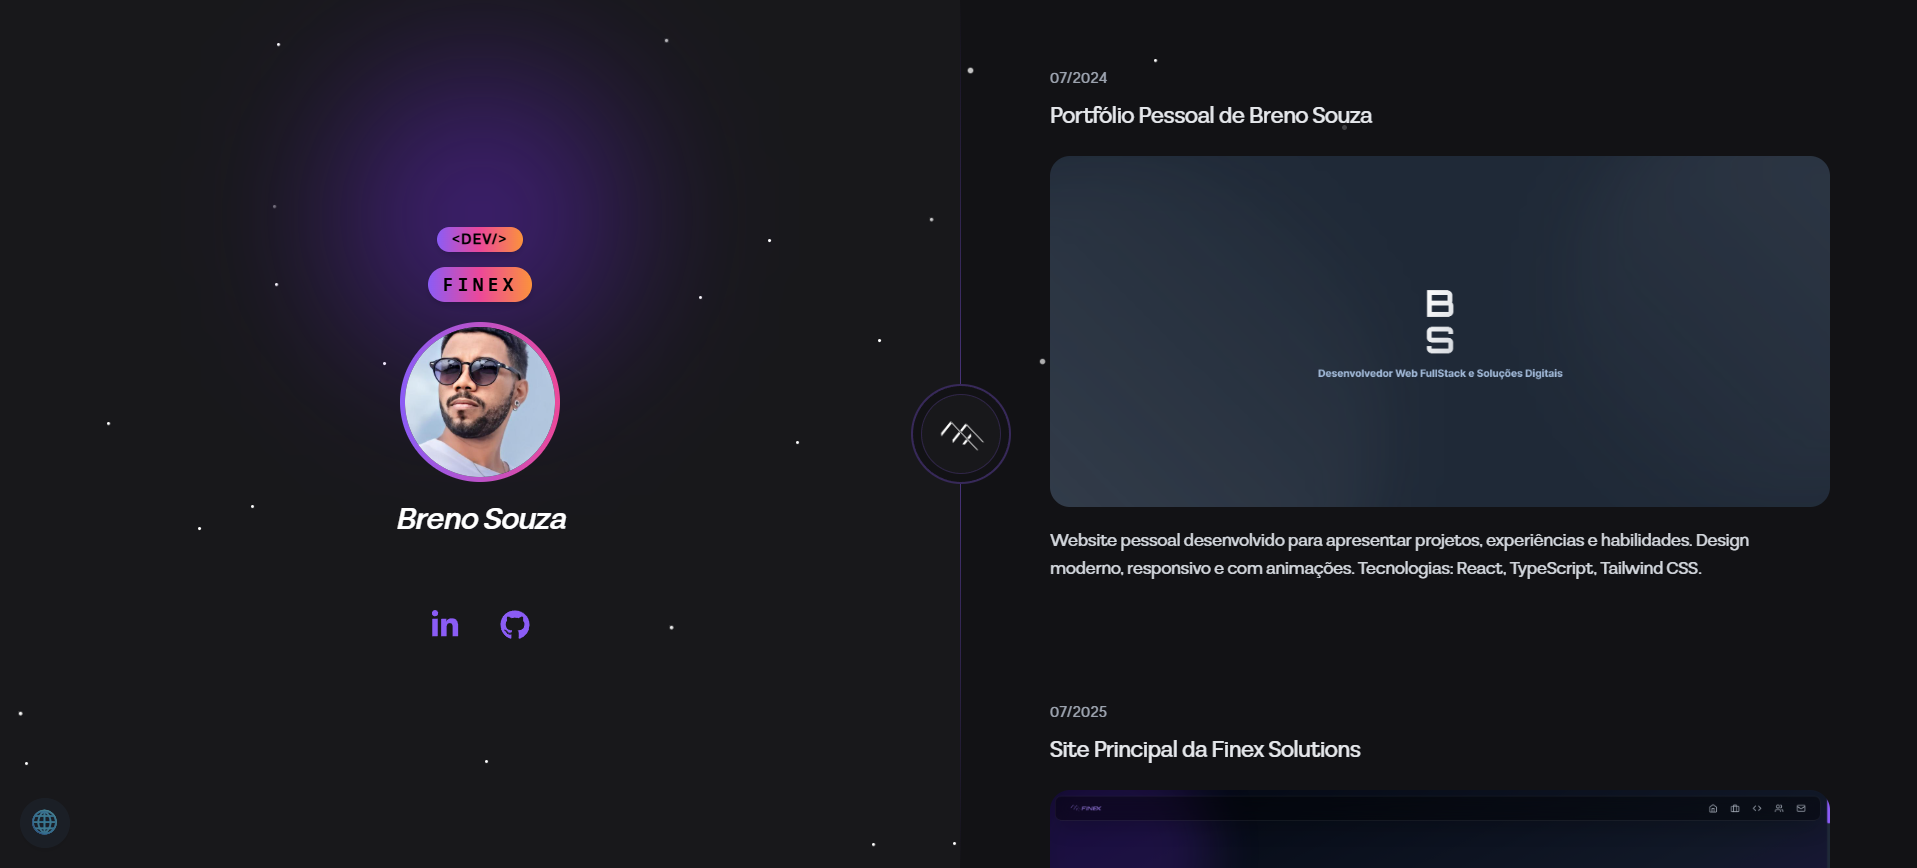 <DEV/>
FINEX
Breno Souza
in
07/2024
Portfólio Pessoal de Breno Souza
B
S
Desenvolvedor Web FullStack e Soluções Digitais
Website pessoal desenvolvido para apresentar projetos, experiências e habilidades. Design
moderno, responsivo e com animações. Tecnologias: React, TypeScript, Tailwind CSS.
07/2025
Site Principal da Finex Solutions
FINEX